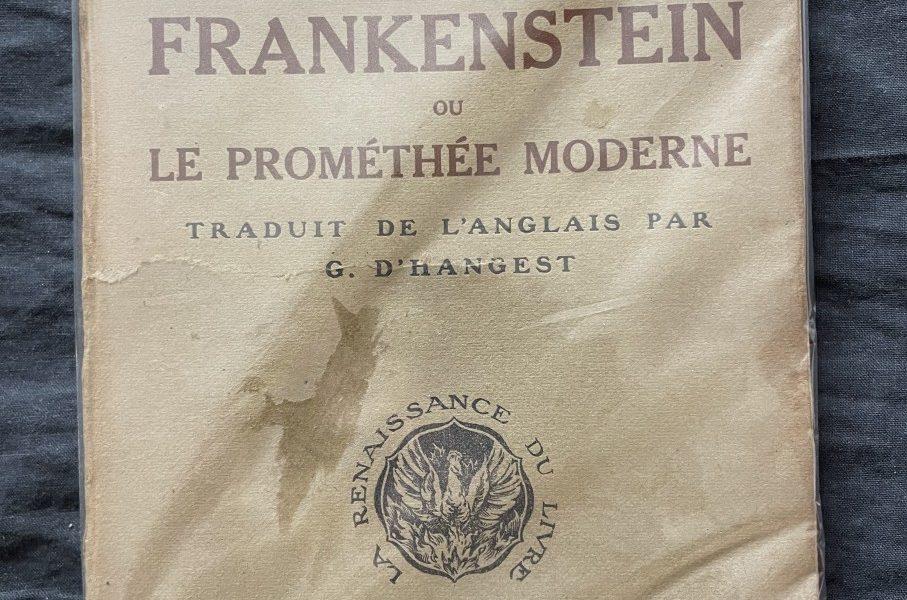 FRANKENSTEIN
OU
LE PROMÉTHÉE MODERNE
TRADUIT DE L'ANGLAIS PAR
G. D'HANGEST
LA RENAISSANCE DU LIVRE